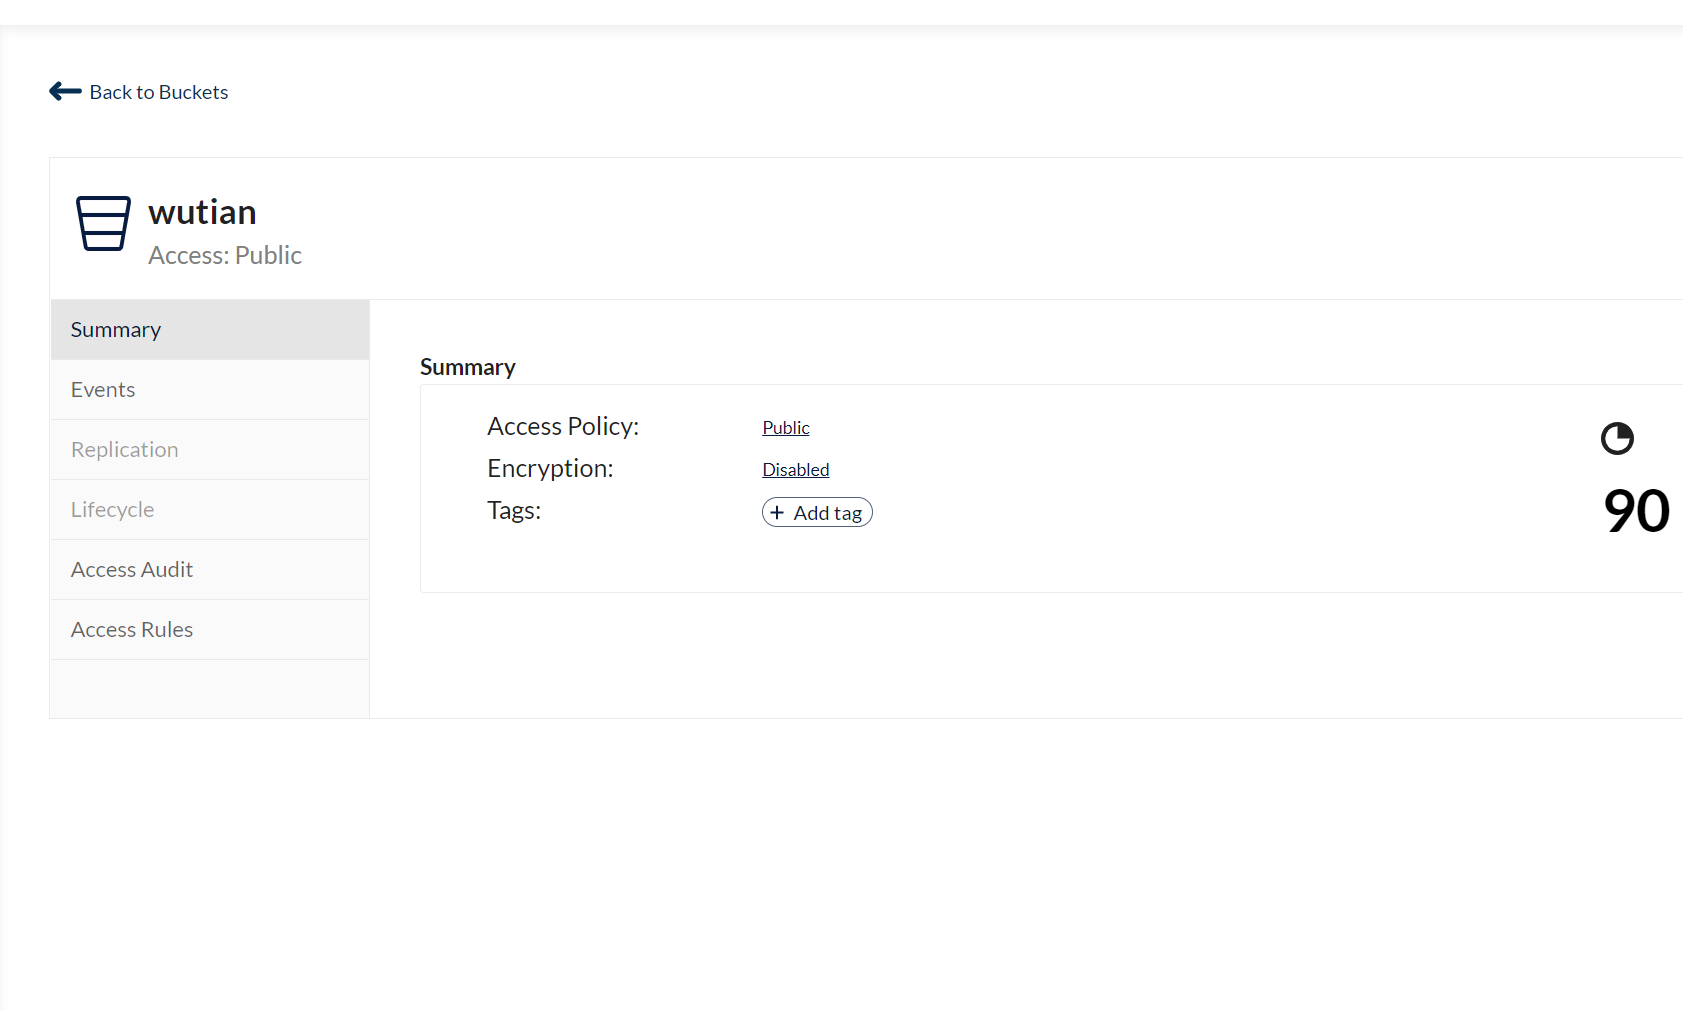 Back to Buckets
wutian
Access: Public
Summary
Events
Replication
Lifecycle
Access Audit
Access Rules
Summary
Access Policy: Public
Encryption: Disabled
Tags: + Add tag
90